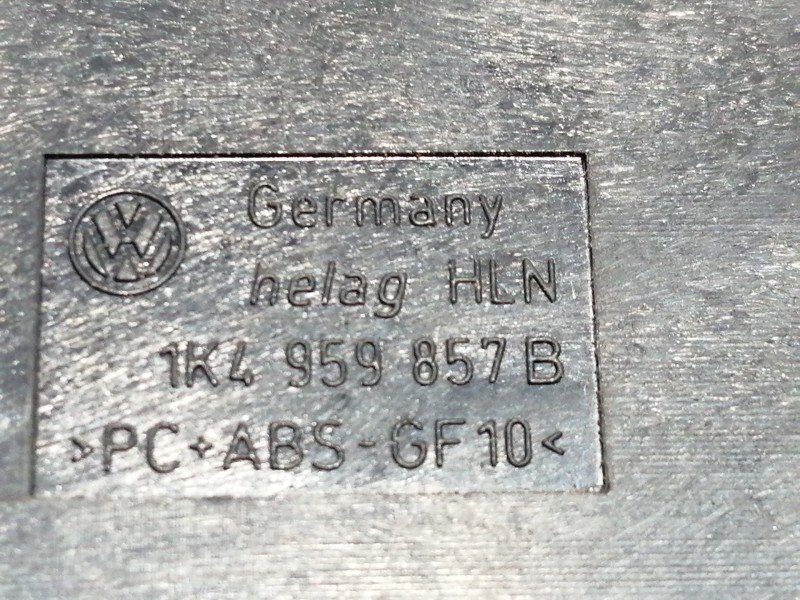 Germany
helag HLN
1K4 959 857 B
>PC+ABS-GF10<